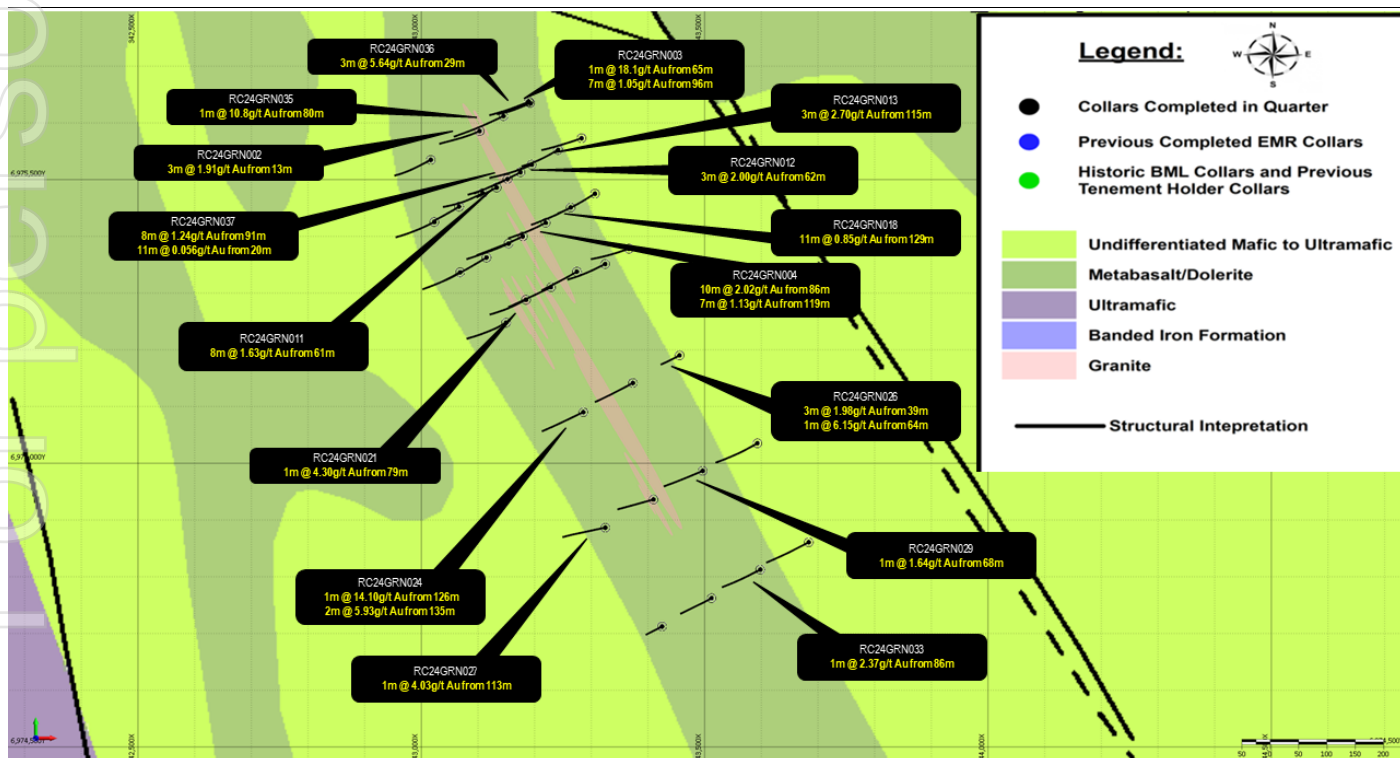 RC24GRN036
3m @ 5.64g/t Au from 29m
RC24GRN003
1m @ 18.1g/t Au from 65m
7m @ 1.05g/t Au from 96m
RC24GRN035
1m @ 10.8g/t Au from 80m
RC24GRN013
3m @ 2.70g/t Au from 115m
RC24GRN002
3m @ 1.91g/t Au from 13m
RC24GRN012
3m @ 2.00g/t Au from 62m
RC24GRN037
8m @ 1.24g/t Au from 91m
11m @ 0.056g/t Au from 20m
RC24GRN018
11m @ 0.85g/t Au from 129m
RC24GRN004
10m @ 2.02g/t Au from 86m
7m @ 1.13g/t Au from 119m
RC24GRN011
8m @ 1.63g/t Au from 61m
RC24GRN026
3m @ 1.98g/t Au from 39m
1m @ 6.15g/t Au from 64m
RC24GRN021
1m @ 4.30g/t Au from 79m
RC24GRN029
1m @ 1.64g/t Au from 68m
RC24GRN024
1m @ 14.10g/t Au from 126m
2m @ 5.93g/t Au from 135m
RC24GRN033
1m @ 2.37g/t Au from 86m
RC24GRN027
1m @ 4.03g/t Au from 113m
Legend:
N
W E
S
Collars Completed in Quarter
Previous Completed EMR Collars
Historic BML Collars and Previous
Tenement Holder Collars
Undifferentiated Mafic to Ultramafic
Metabasalt/Dolerite
Ultramafic
Banded Iron Formation
Granite
Structural Intepretation
6,975,500Y
50 0 50 100 150 200